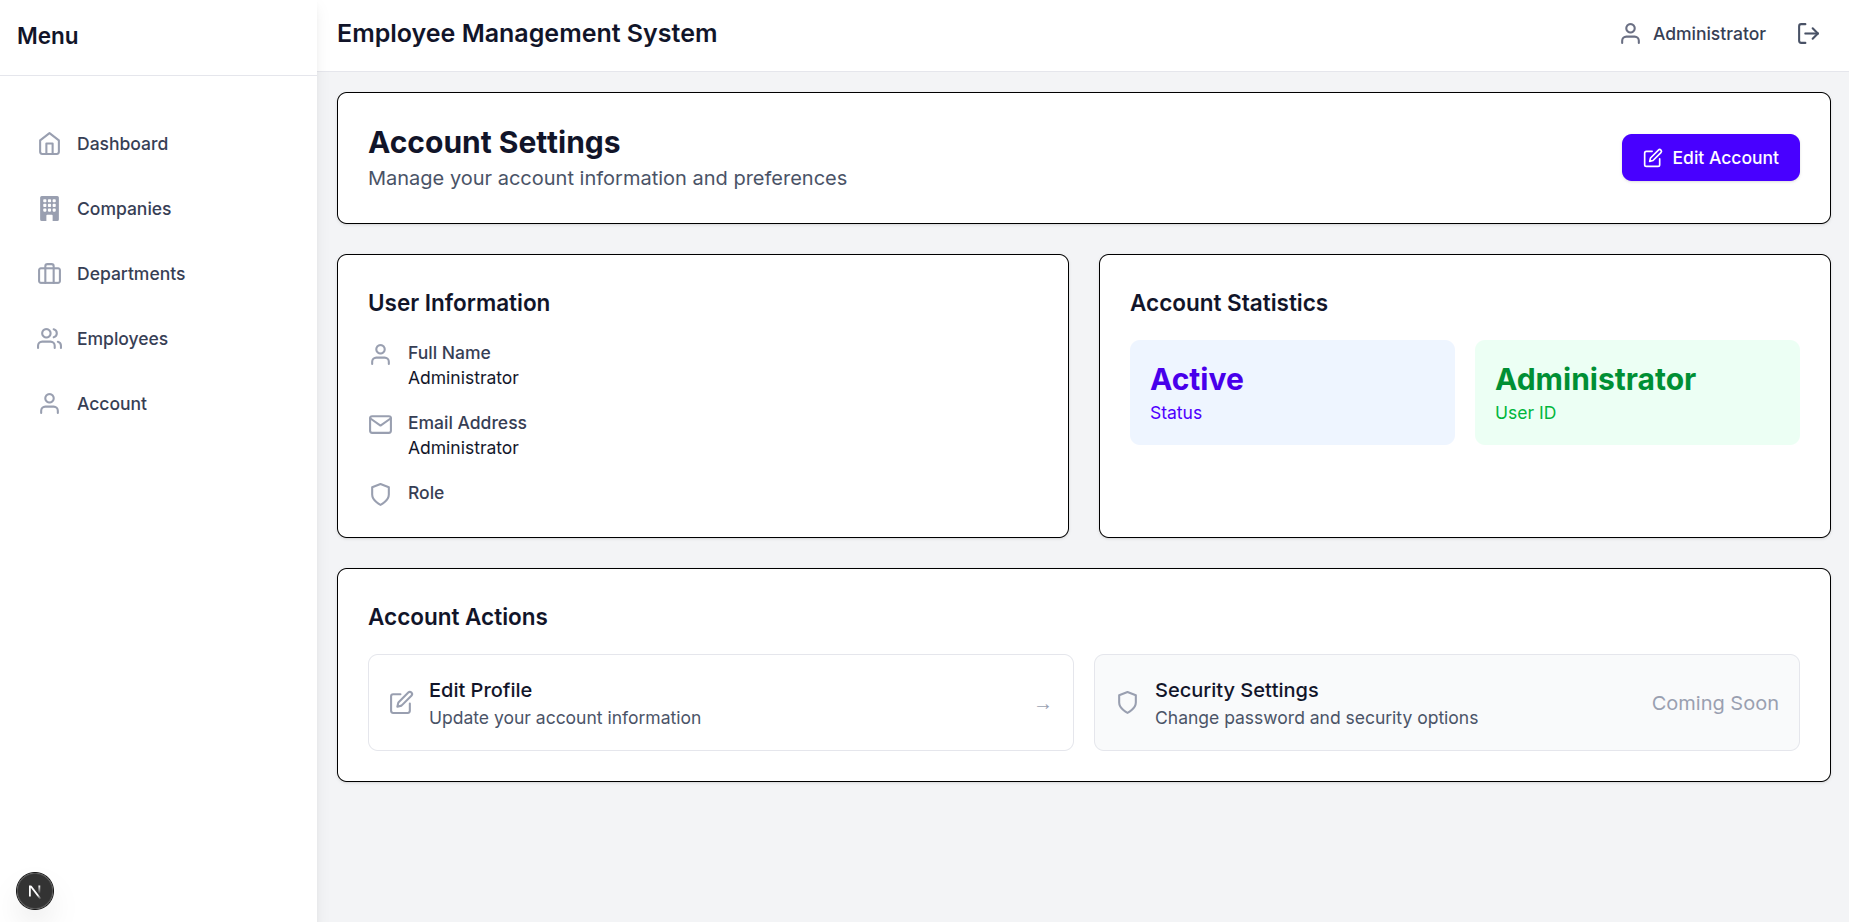 Menu
Dashboard
Companies
Departments
Employees
Account
N
Employee Management System
Administrator
Account Settings
Manage your account information and preferences
Edit Account
User Information
Full Name
Administrator
Email Address
Administrator
Role
Account Statistics
Active
Status
Administrator
User ID
Account Actions
Edit Profile
Update your account information
→
Security Settings
Change password and security options
Coming Soon